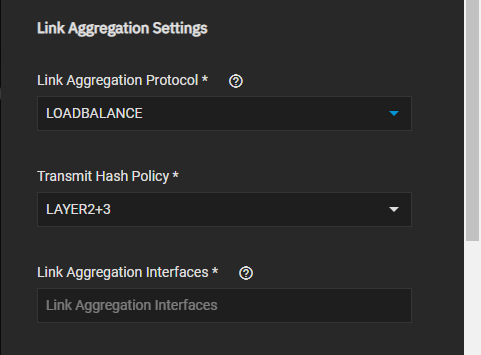 Link Aggregation Settings
Link Aggregation Protocol *
LOADBALANCE
Transmit Hash Policy *
LAYER2+3
Link Aggregation Interfaces *
Link Aggregation Interfaces